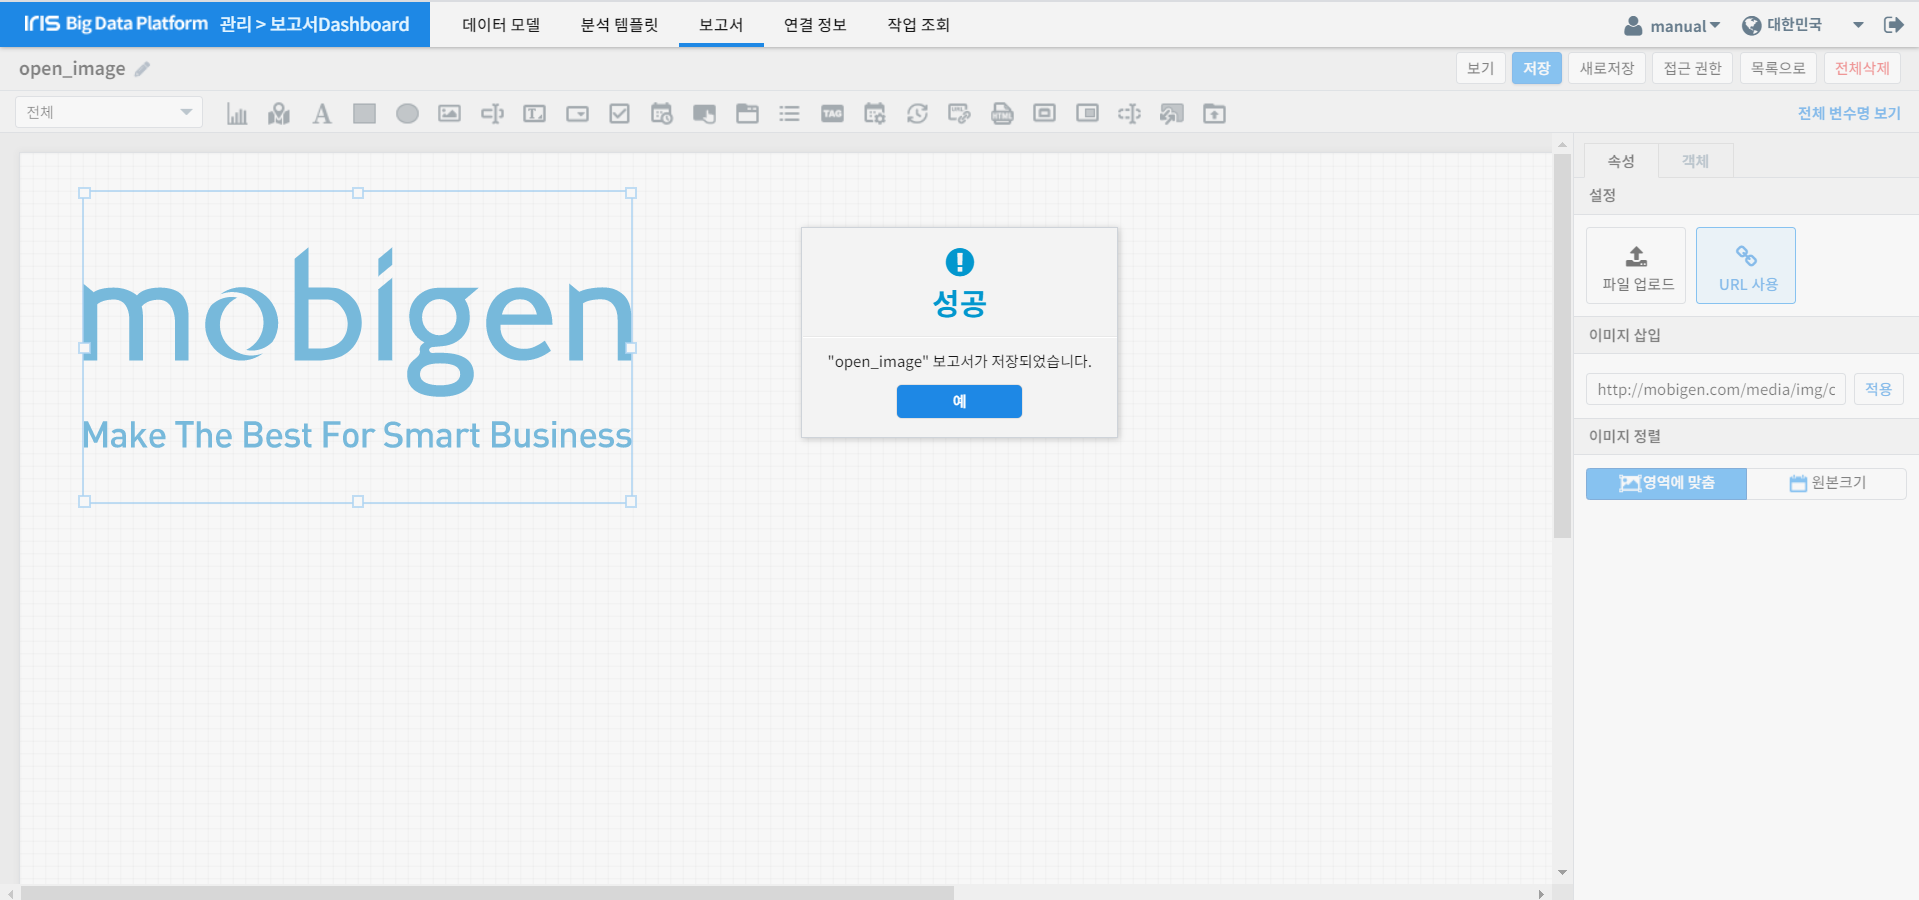 IRIS Big Data Platform 관리 > 보고서Dashboard
데이터 모델
분석 템플릿
보고서
연결 정보
작업 조회
manual
대한민국
open_image
보기
저장
새로저장
접근 권한
목록으로
전체삭제
전체
A
T
TAG
URL
HTML
전체 변수명 보기
속성
객체
설정
파일 업로드
URL 사용
이미지 삽입
http://mobigen.com/media/img/c
적용
이미지 정렬
영역에 맞춤
원본크기
mobigen
Make The Best For Smart Business
성공
"open_image" 보고서가 저장되었습니다.
예